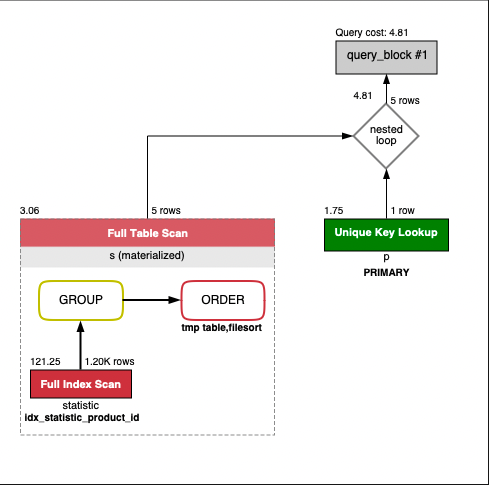 Query cost: 4.81
query_block #1
4.81
5 rows
nested
loop
3.06
5 rows
1.75
1 row
Full Table Scan
Unique Key Lookup
s (materialized)
p
PRIMARY
GROUP
ORDER
tmp table,filesort
121.25
1.20K rows
Full Index Scan
statistic
idx_statistic_product_id